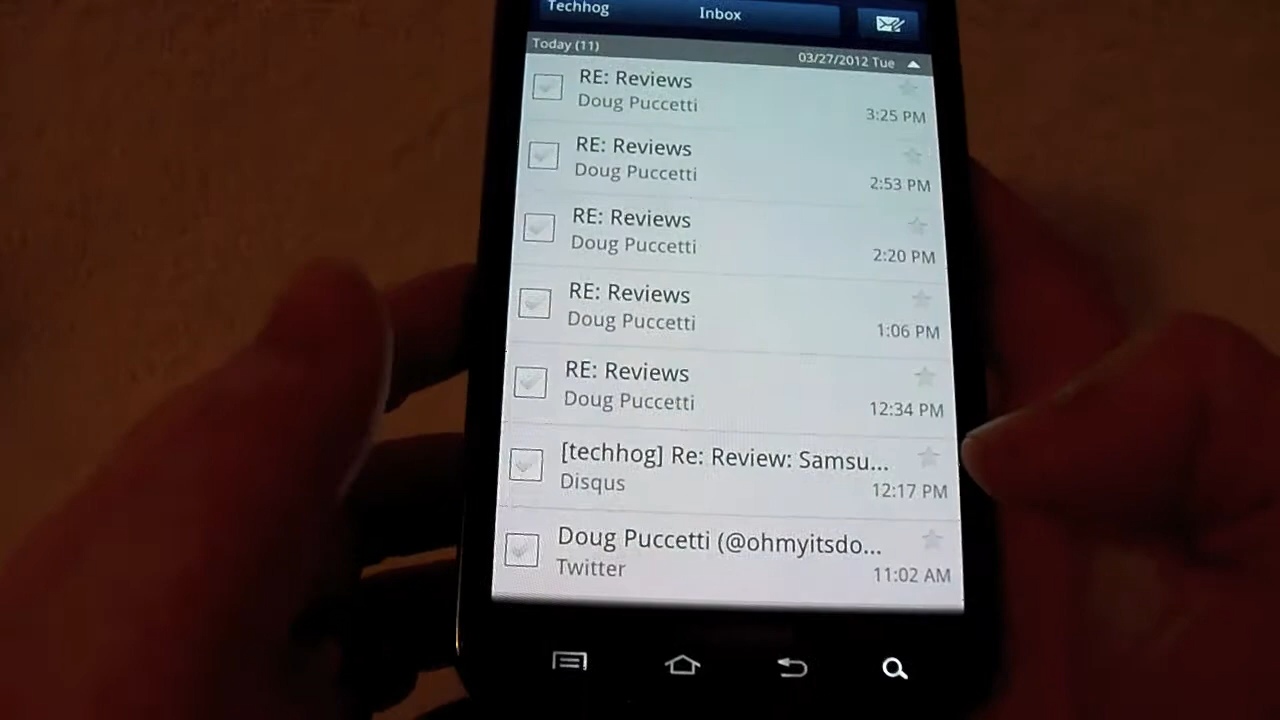 Techhog Inbox
Today (11) 03/27/2012 Tue
RE: Reviews
Doug Puccetti
3:25 PM
RE: Reviews
Doug Puccetti
2:53 PM
RE: Reviews
Doug Puccetti
2:20 PM
RE: Reviews
Doug Puccetti
1:06 PM
RE: Reviews
Doug Puccetti
12:34 PM
[techhog] Re: Review: Samsu...
Disqus
12:17 PM
Doug Puccetti (@ohmyitsdo...
Twitter
11:02 AM